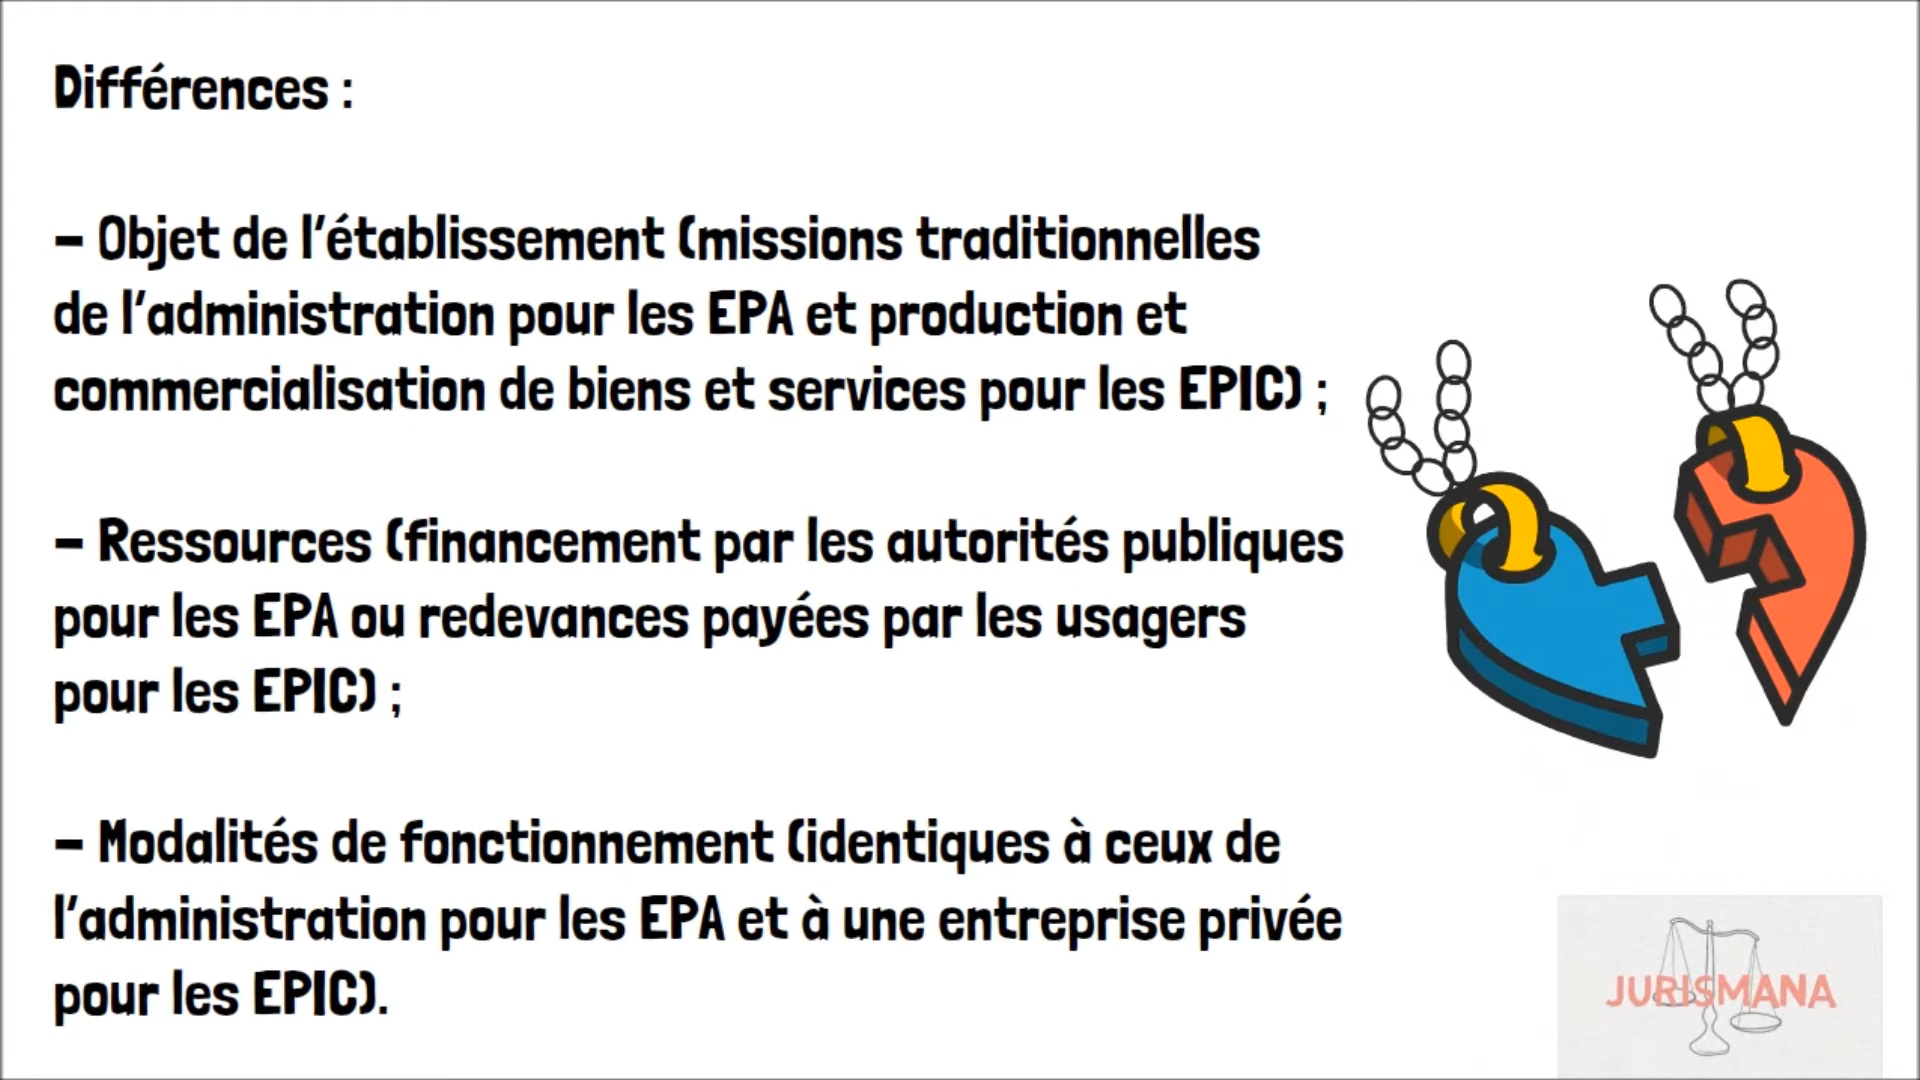 Différences :
– Objet de l'établissement (missions traditionnelles
de l'administration pour les EPA et production et
commercialisation de biens et services pour les EPIC) ;
– Ressources (financement par les autorités publiques
pour les EPA ou redevances payées par les usagers
pour les EPIC) ;
– Modalités de fonctionnement (identiques à ceux de
l'administration pour les EPA et à une entreprise privée
pour les EPIC).
JURISMANA